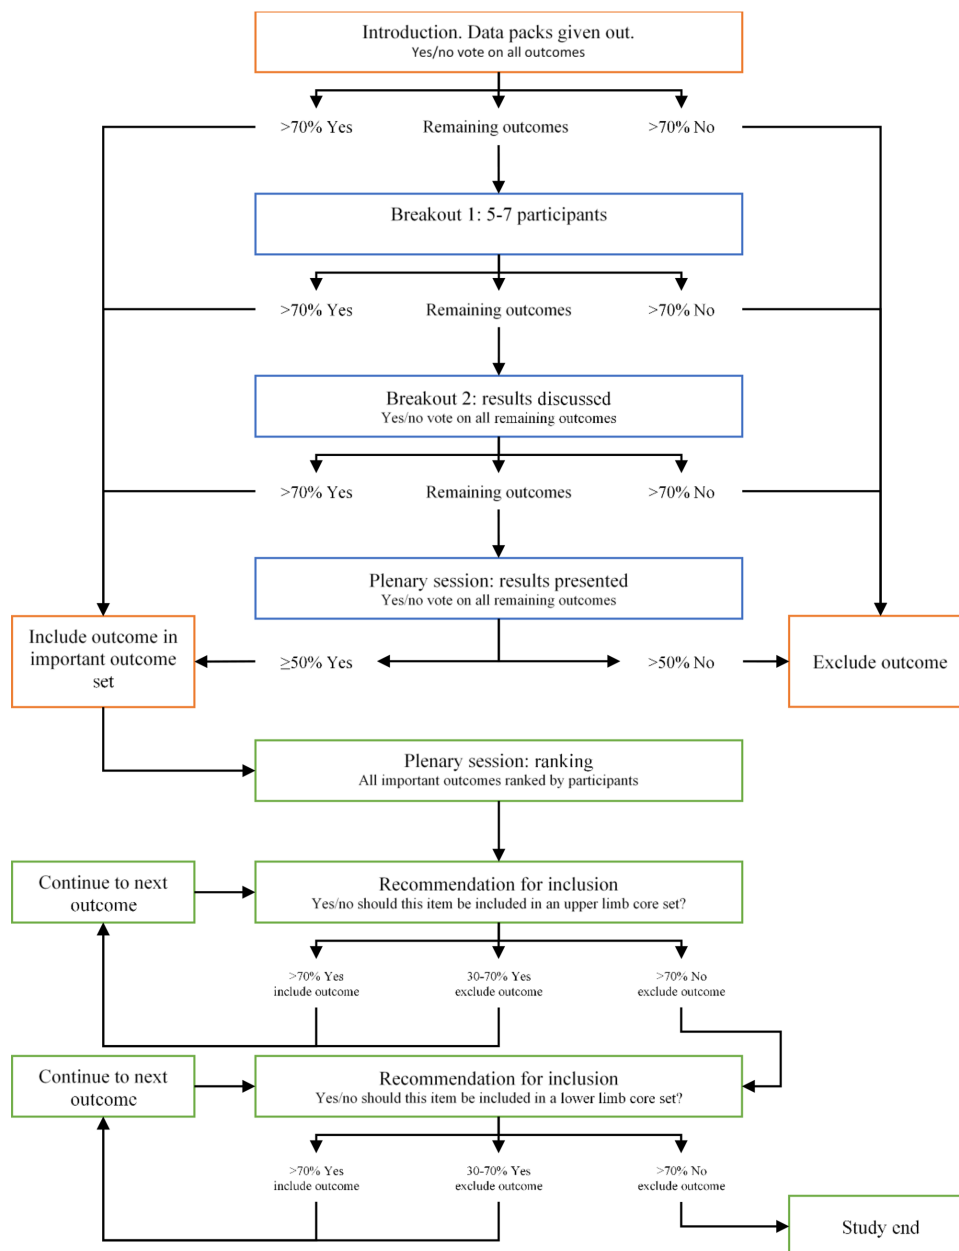 Introduction. Data packs given out.
Yes/no vote on all outcomes
>70% Yes
Remaining outcomes
>70% No
Breakout 1: 5-7 participants
>70% Yes
Remaining outcomes
>70% No
Breakout 2: results discussed
Yes/no vote on all remaining outcomes
>70% Yes
Remaining outcomes
>70% No
Plenary session: results presented
Yes/no vote on all remaining outcomes
Include outcome in
important outcome
set
≥50% Yes
>50% No
Exclude outcome
Plenary session: ranking
All important outcomes ranked by participants
Continue to next
outcome
Recommendation for inclusion
Yes/no should this item be included in an upper limb core set?
>70% Yes
include outcome
30-70% Yes
exclude outcome
>70% No
exclude outcome
Continue to next
outcome
Recommendation for inclusion
Yes/no should this item be included in a lower limb core set?
>70% Yes
include outcome
30-70% Yes
exclude outcome
>70% No
exclude outcome
Study end